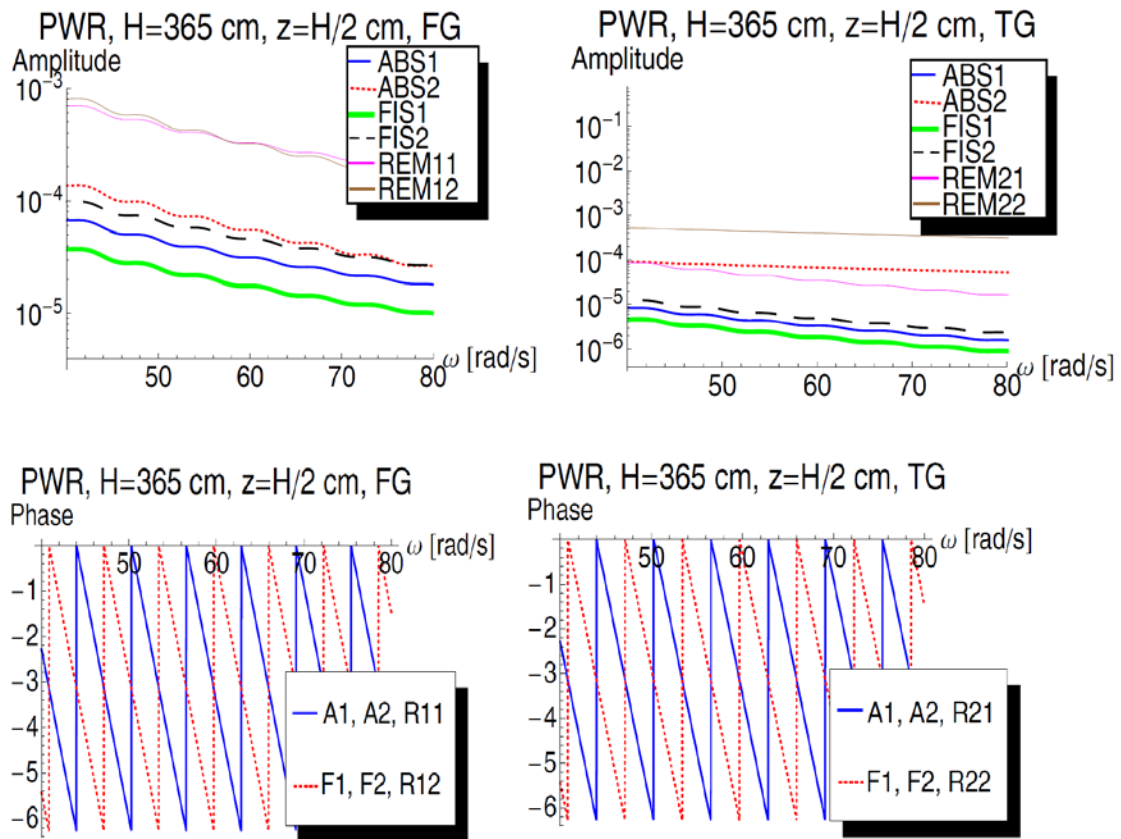 PWR, H=365 cm, z=H/2 cm, FG
Amplitude
10⁻³
10⁻⁴
10⁻⁵
50
60
70
80
ω [rad/s]
ABS1
ABS2
FIS1
FIS2
REM11
REM12
PWR, H=365 cm, z=H/2 cm, TG
Amplitude
10⁻¹
10⁻²
10⁻³
10⁻⁴
10⁻⁵
10⁻⁶
50
60
70
80
ω [rad/s]
ABS1
ABS2
FIS1
FIS2
REM21
REM22
PWR, H=365 cm, z=H/2 cm, FG
Phase
50
60
70
80
ω [rad/s]
-1
-2
-3
-4
-5
-6
A1, A2, R11
F1, F2, R12
PWR, H=365 cm, z=H/2 cm, TG
Phase
50
60
70
80
ω [rad/s]
-1
-2
-3
-4
-5
-6
A1, A2, R21
F1, F2, R22